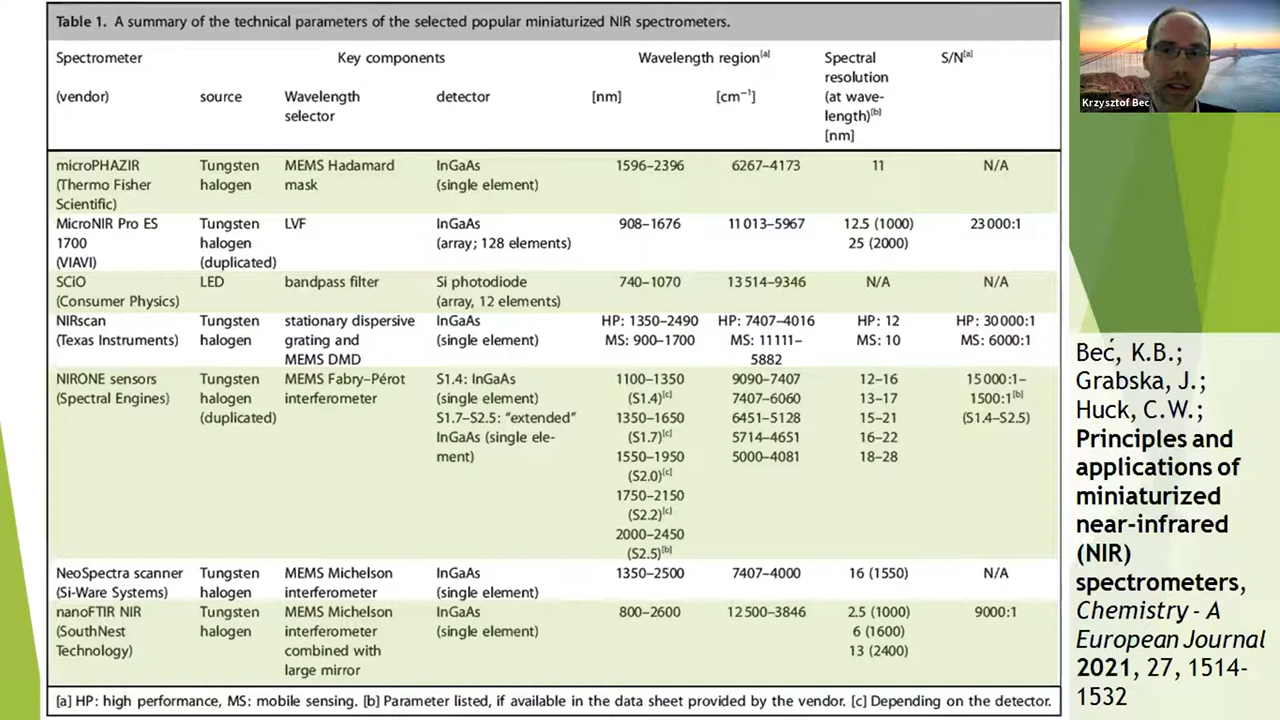 Table 1. A summary of the technical parameters of the selected popular miniaturized NIR spectrometers.
Spectrometer Key components Wavelength region[a] Spectral S/N[a]
resolution
(vendor) source Wavelength detector [nm] [cm⁻¹] (at wave-
selector length)[b]
[nm]
microPHAZIR Tungsten MEMS Hadamard InGaAs 1596–2396 6267–4173 11 N/A
(Thermo Fisher halogen mask (single element)
Scientific)
MicroNIR Pro ES Tungsten LVF InGaAs 908–1676 11 013–5967 12.5 (1000) 23 000:1
1700 halogen (array; 128 elements) 25 (2000)
(VIAVI) (duplicated)
SCiO LED bandpass filter Si photodiode 740–1070 13 514–9346 N/A N/A
(Consumer Physics) (array, 12 elements)
NIRscan Tungsten stationary dispersive InGaAs HP: 1350–2490 HP: 7407–4016 HP: 12 HP: 30 000:1
(Texas Instruments) halogen grating and (single element) MS: 900–1700 MS: 11 111– MS: 10 MS: 6000:1
MEMS DMD 5882
NIRONE sensors Tungsten MEMS Fabry–Pérot S1.4: InGaAs 1100–1350 9090–7407 12–16 15 000:1–
(Spectral Engines) halogen interferometer (single element) (S1.4)[c] 7407–6060 13–17 1500:1[b]
(duplicated) S1.7–S2.5: “extended” 1350–1650 6451–5128 15–21 (S1.4–S2.5)
InGaAs (single ele- (S1.7)[c] 5714–4651 16–22
ment) 1550–1950 5000–4081 18–28
(S2.0)[c]
1750–2150
(S2.2)[c]
2000–2450
(S2.5)[b]
NeoSpectra scanner Tungsten MEMS Michelson InGaAs 1350–2500 7407–4000 16 (1550) N/A
(Si-Ware Systems) halogen interferometer (single element)
nanoFTIR NIR Tungsten MEMS Michelson InGaAs 800–2600 12 500–3846 2.5 (1000) 9000:1
(SouthNest halogen interferometer (single element) 6 (1600)
Technology) combined with 13 (2400)
large mirror
[a] HP: high performance, MS: mobile sensing. [b] Parameter listed, if available in the data sheet provided by the vendor. [c] Depending on the detector.
Krzysztof Bec
Beć, K.B.;
Grabska, J.;
Huck, C.W.;
Principles and
applications of
miniaturized
near-infrared
(NIR)
spectrometers,
Chemistry - A
European Journal
2021, 27, 1514-
1532